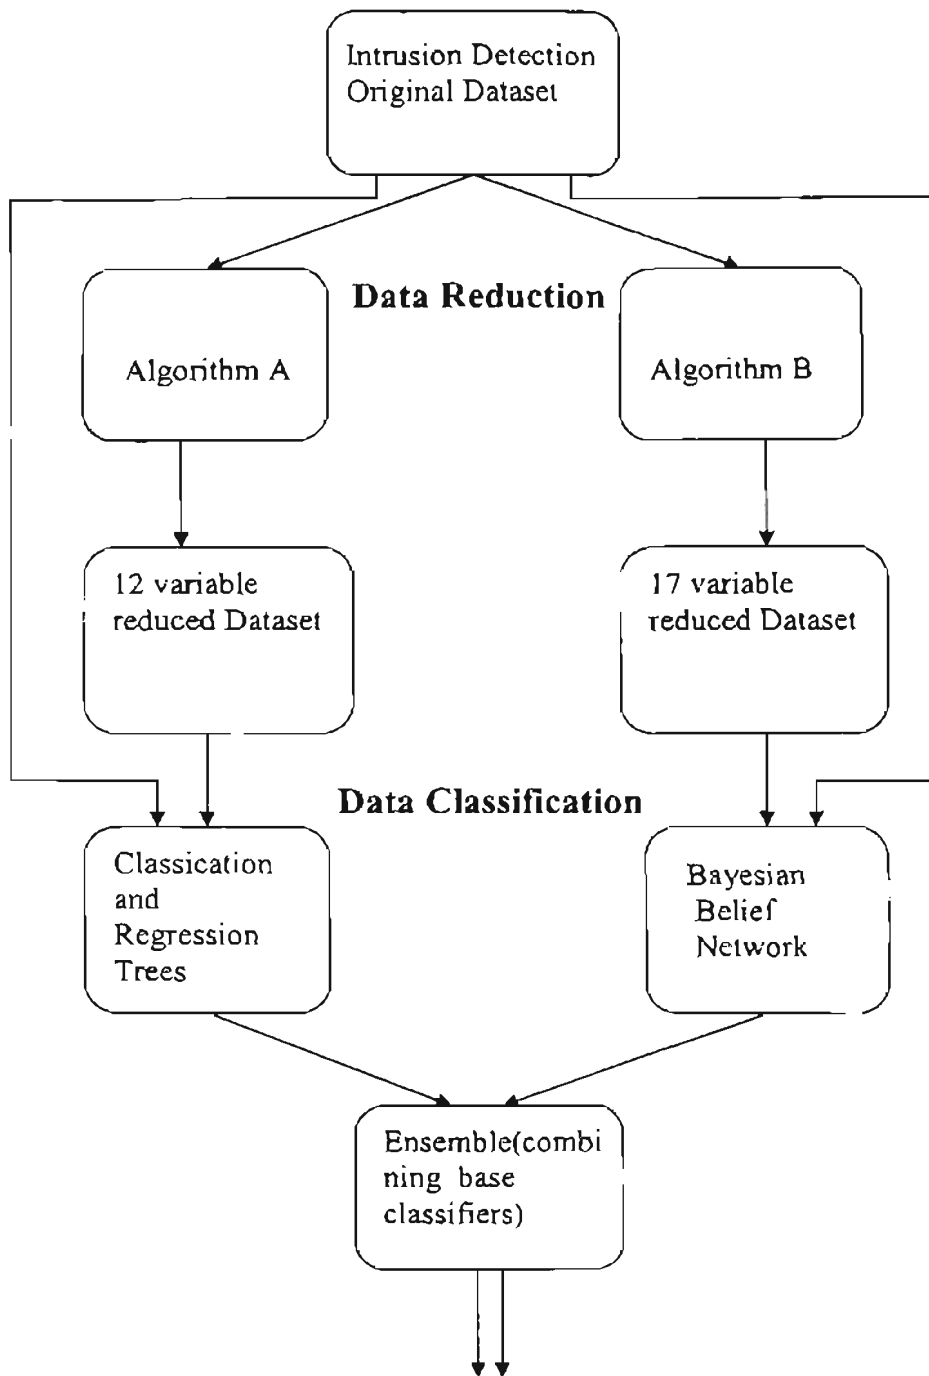 Intrusion Detection
Original Dataset
Data Reduction
Algorithm A
Algorithm B
12 variable
reduced Dataset
17 variable
reduced Dataset
Data Classification
Classication
and
Regression
Trees
Bayesian
Belief
Network
Ensemble(combi
ning base
classifiers)